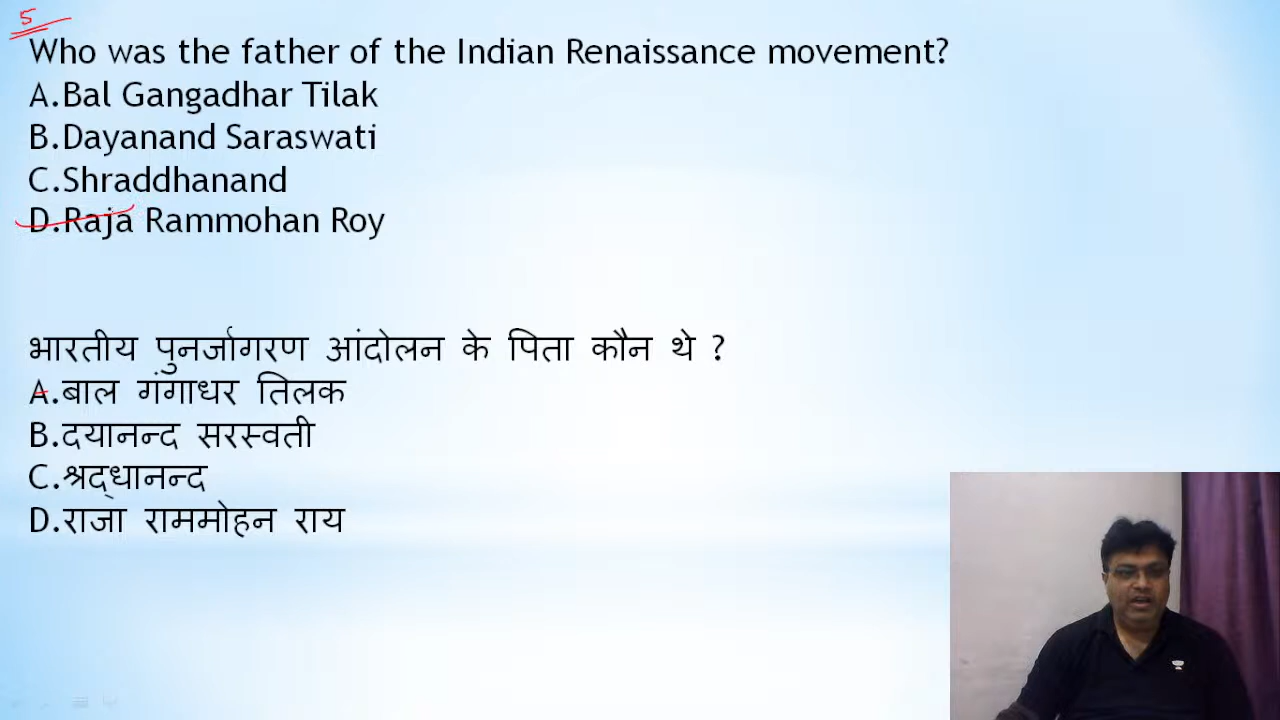 5
Who was the father of the Indian Renaissance movement?
A.Bal Gangadhar Tilak
B.Dayanand Saraswati
C.Shraddhanand
D.Raja Rammohan Roy
भारतीय पुनर्जागरण आंदोलन के पिता कौन थे ?
A.बाल गंगाधर तिलक
B.दयानन्द सरस्वती
C.श्रद्धानन्द
D.राजा राममोहन राय